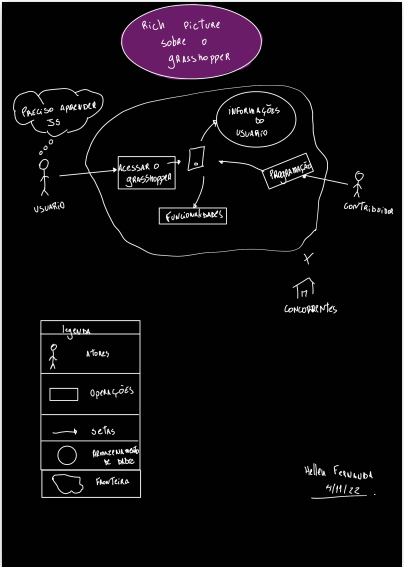 Rich Picture
sobre o
grasshopper
Preciso aprender
JS
Informações
do
usuário
Acessar o
grasshopper
Programação
Usuário
Contribuidor
Funcionalidades
Concorrentes
legenda
Atores
Operações
Setas
Armazenamento
de dados
Fronteira
Hellen Fernanda
4/11/22